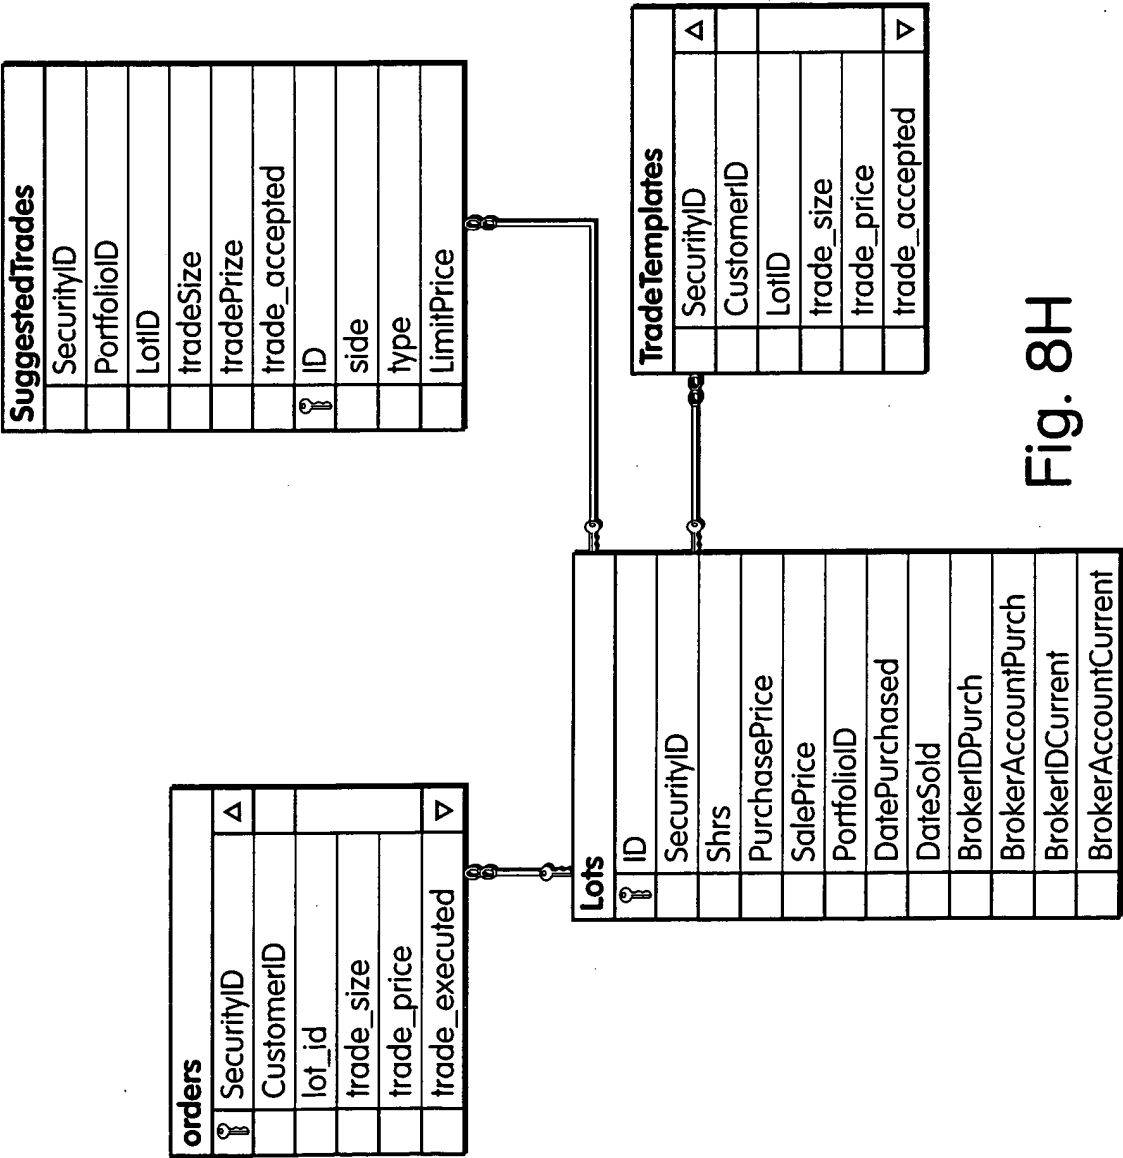 orders
SecurityID
CustomerID
lot_id
trade_size
trade_price
trade_executed
SuggestedTrades
SecurityID
PortfolioID
LotID
tradeSize
tradePrize
trade_accepted
ID
side
type
LimitPrice
Lots
ID
SecurityID
Shrs
PurchasePrice
SalePrice
PortfolioID
DatePurchased
DateSold
BrokerIDPurch
BrokerAccountPurch
BrokerIDCurrent
BrokerAccountCurrent
TradeTemplates
SecurityID
CustomerID
LotID
trade_size
trade_price
trade_accepted
Fig. 8H